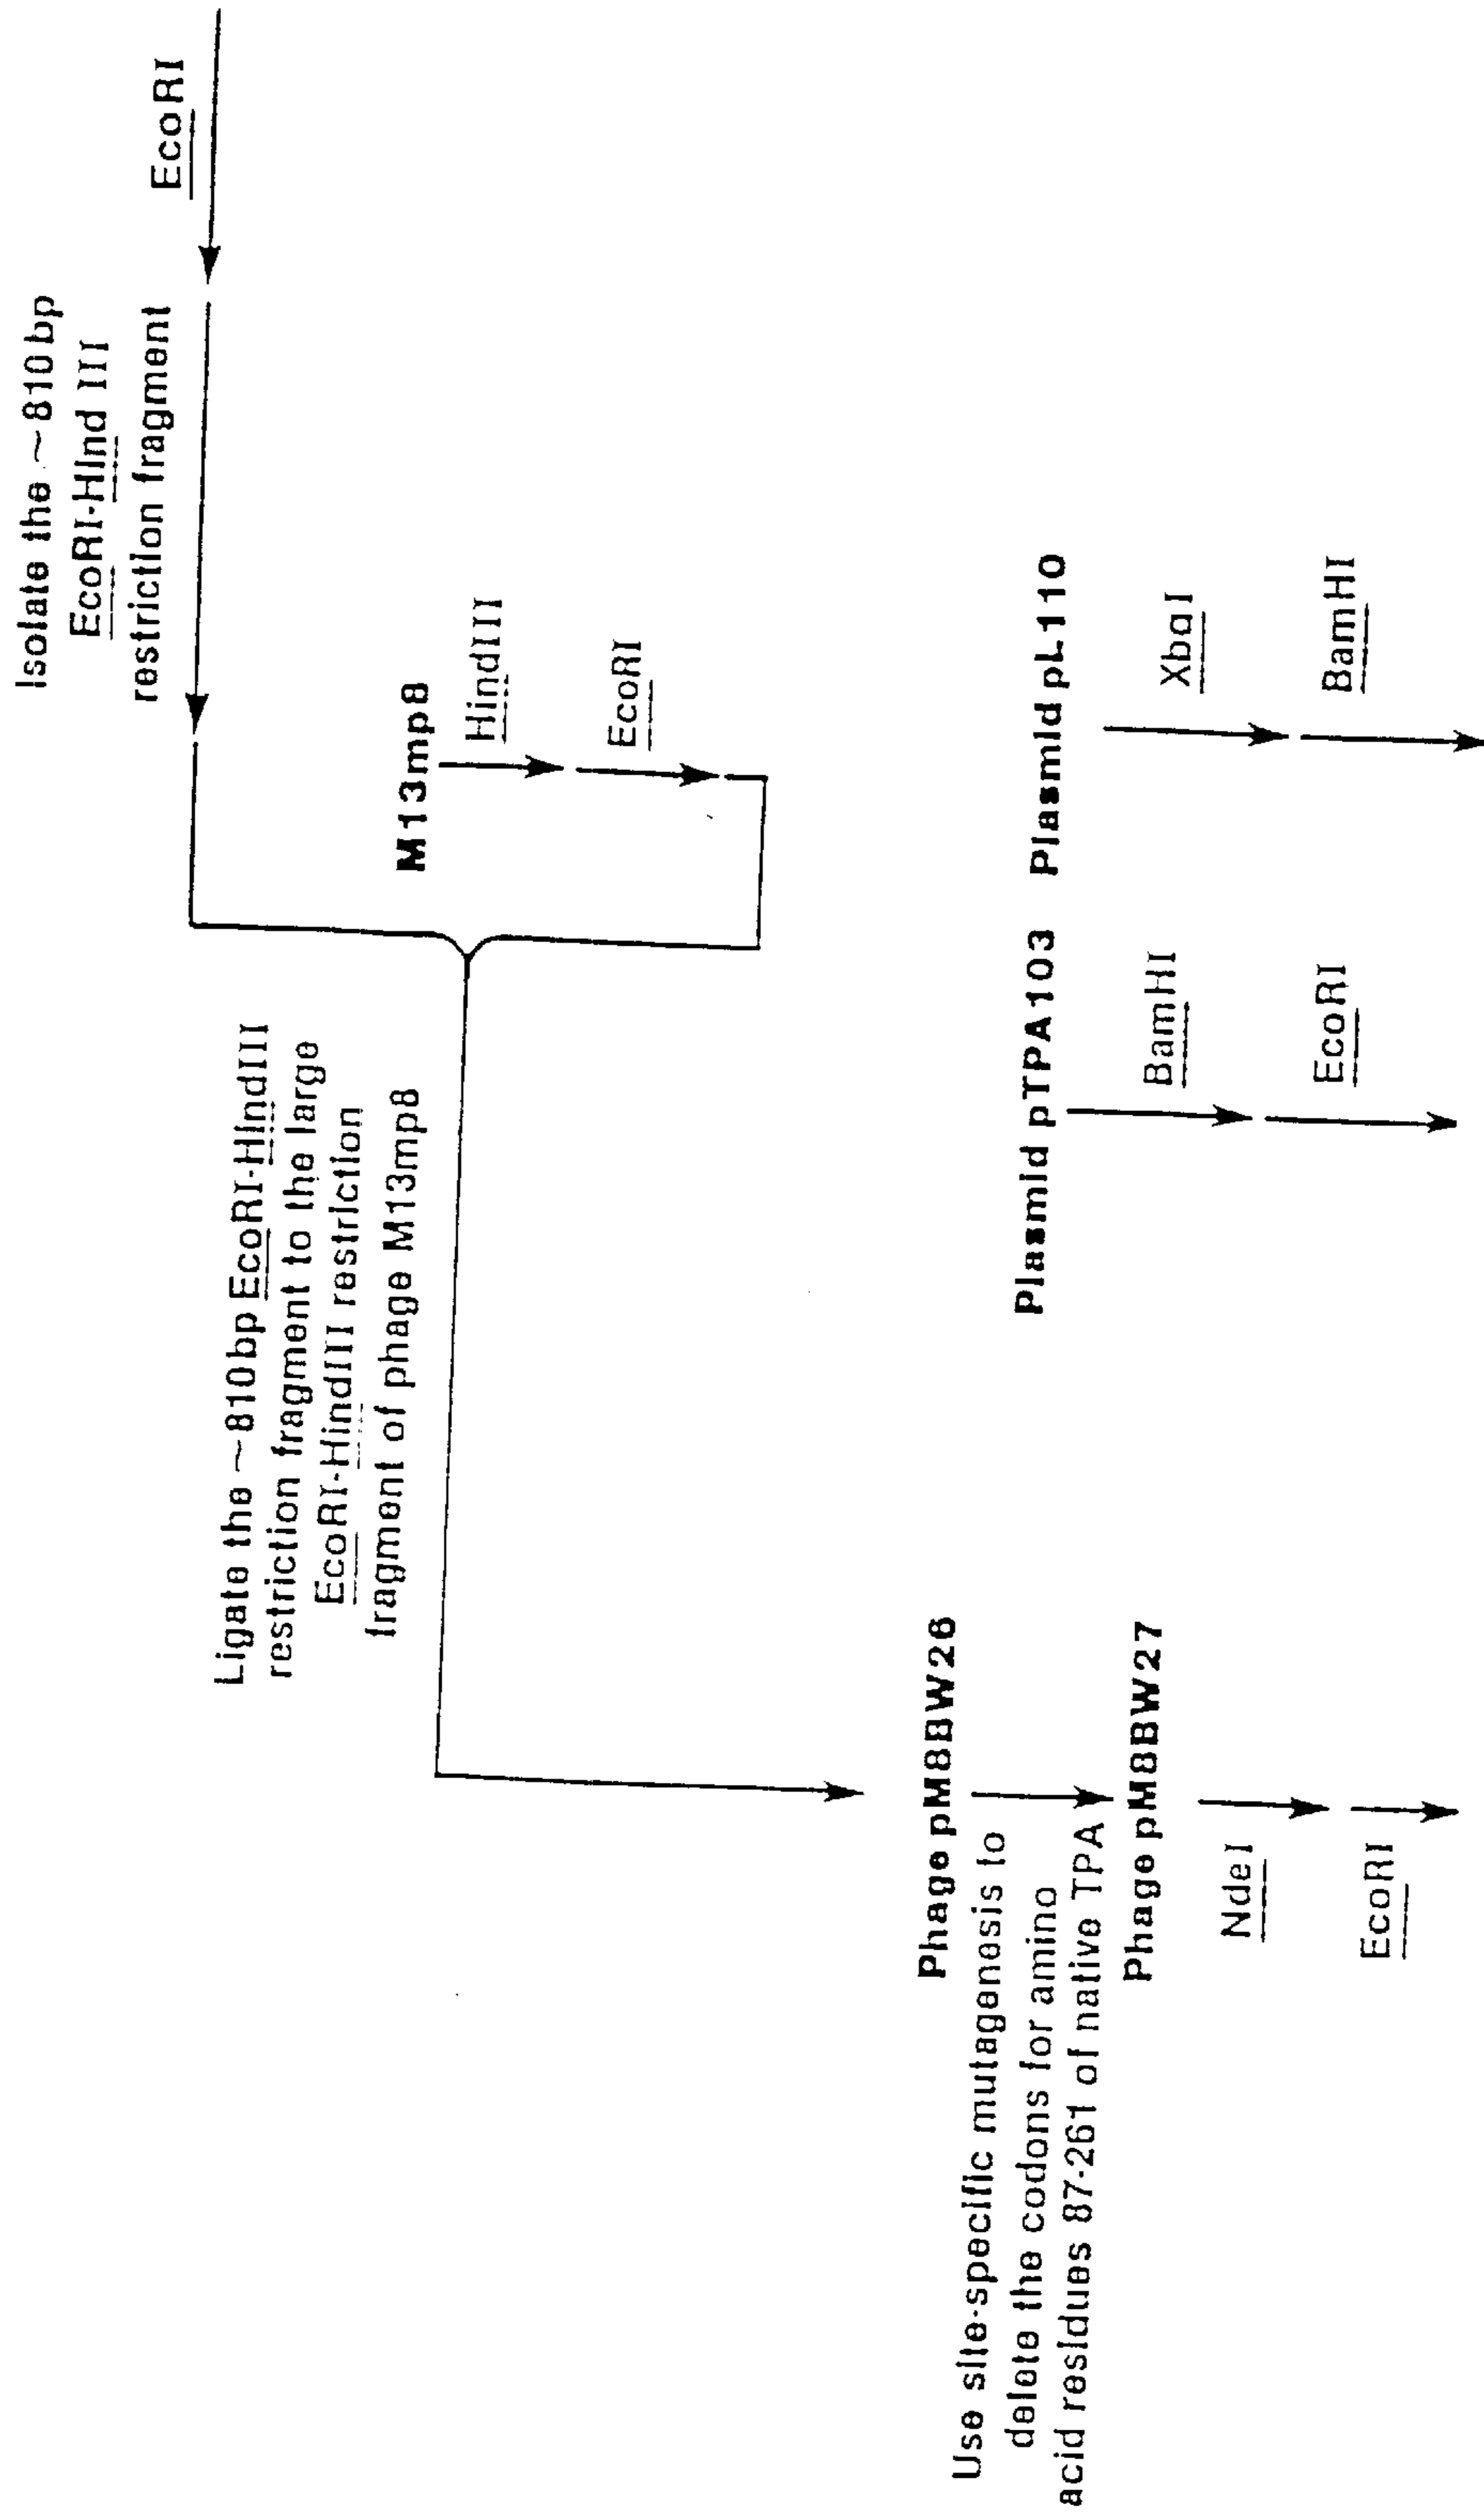 EcoRI
Isolate the ~810bp
EcoRI-HindIII
restriction fragment
M13mp8
HindIII
EcoRI
Ligate the ~810bp EcoRI-HindIII
restriction fragment to the large
EcoRI-HindIII restriction
fragment of phage M13mp8
Phage pM8BW26
Use site-specific mutagenesis to
delete the codons for amino
acid residues 87-261 of native TPA
Phage pM8BW27
NdeI
EcoRI
Plasmid pTPA103
BamHI
EcoRI
Plasmid pL110
XbaI
BamHI